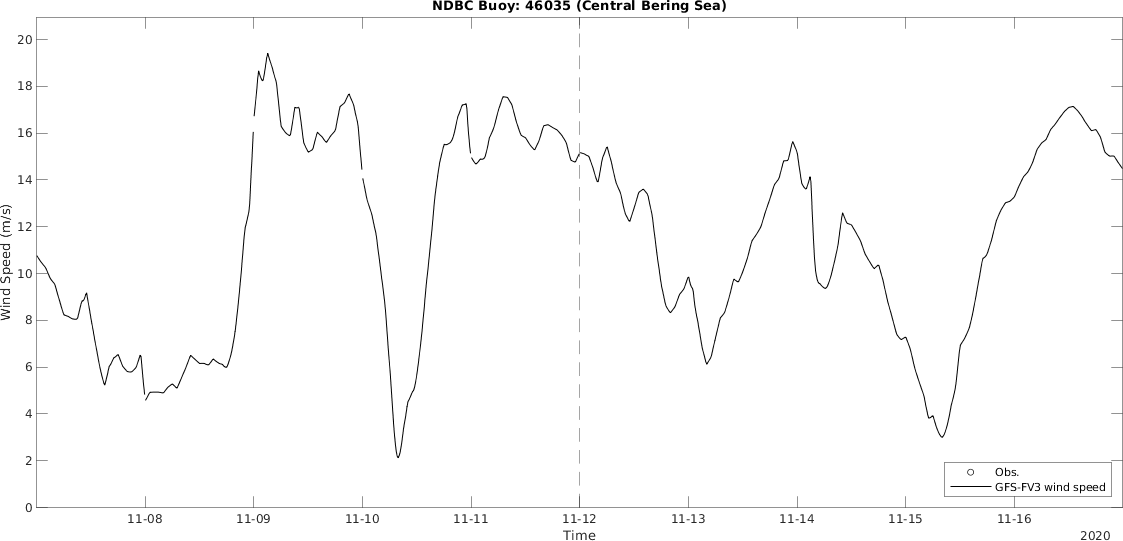 NDBC Buoy: 46035 (Central Bering Sea)
20
18
16
14
12
10
8
6
4
2
0
Wind Speed (m/s)
11-08 11-09 11-10 11-11 11-12 11-13 11-14 11-15 11-16
Time
2020
Obs.
GFS-FV3 wind speed